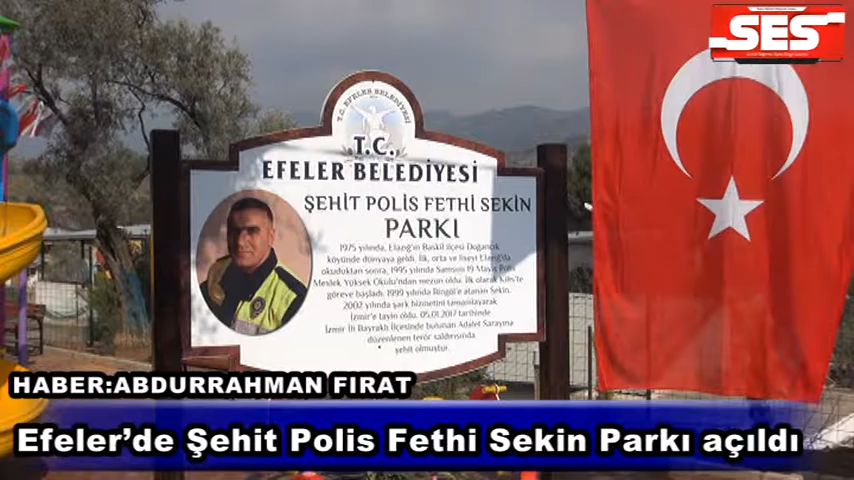 SES
T.C. EFELER BELEDİYESİ
T.C.
EFELER BELEDİYESİ
ŞEHİT POLİS FETHİ SEKİN
PARKI
1975 yılında, Elazığ'ın Baskil ilçesi Doğancık
köyünde dünyaya geldi. İlk, orta ve liseyi Elazığ'da
okuduktan sonra, 1995 yılında Samsun 19 Mayıs Polis
Meslek Yüksek Okulu'ndan mezun oldu. İlk olarak Kilis'te
göreve başladı. 1999 yılında Bingöl'e atanan Sekin,
2002 yılında şark hizmetini tamamlayarak
İzmir'e tayin oldu. 05.01.2017 tarihinde
İzmir İli Bayraklı İlçesinde bulunan Adalet Sarayına
düzenlenen terör saldırısında
şehit olmuştur.
HABER:ABDURRAHMAN FIRAT
Efeler’de Şehit Polis Fethi Sekin Parkı açıldı